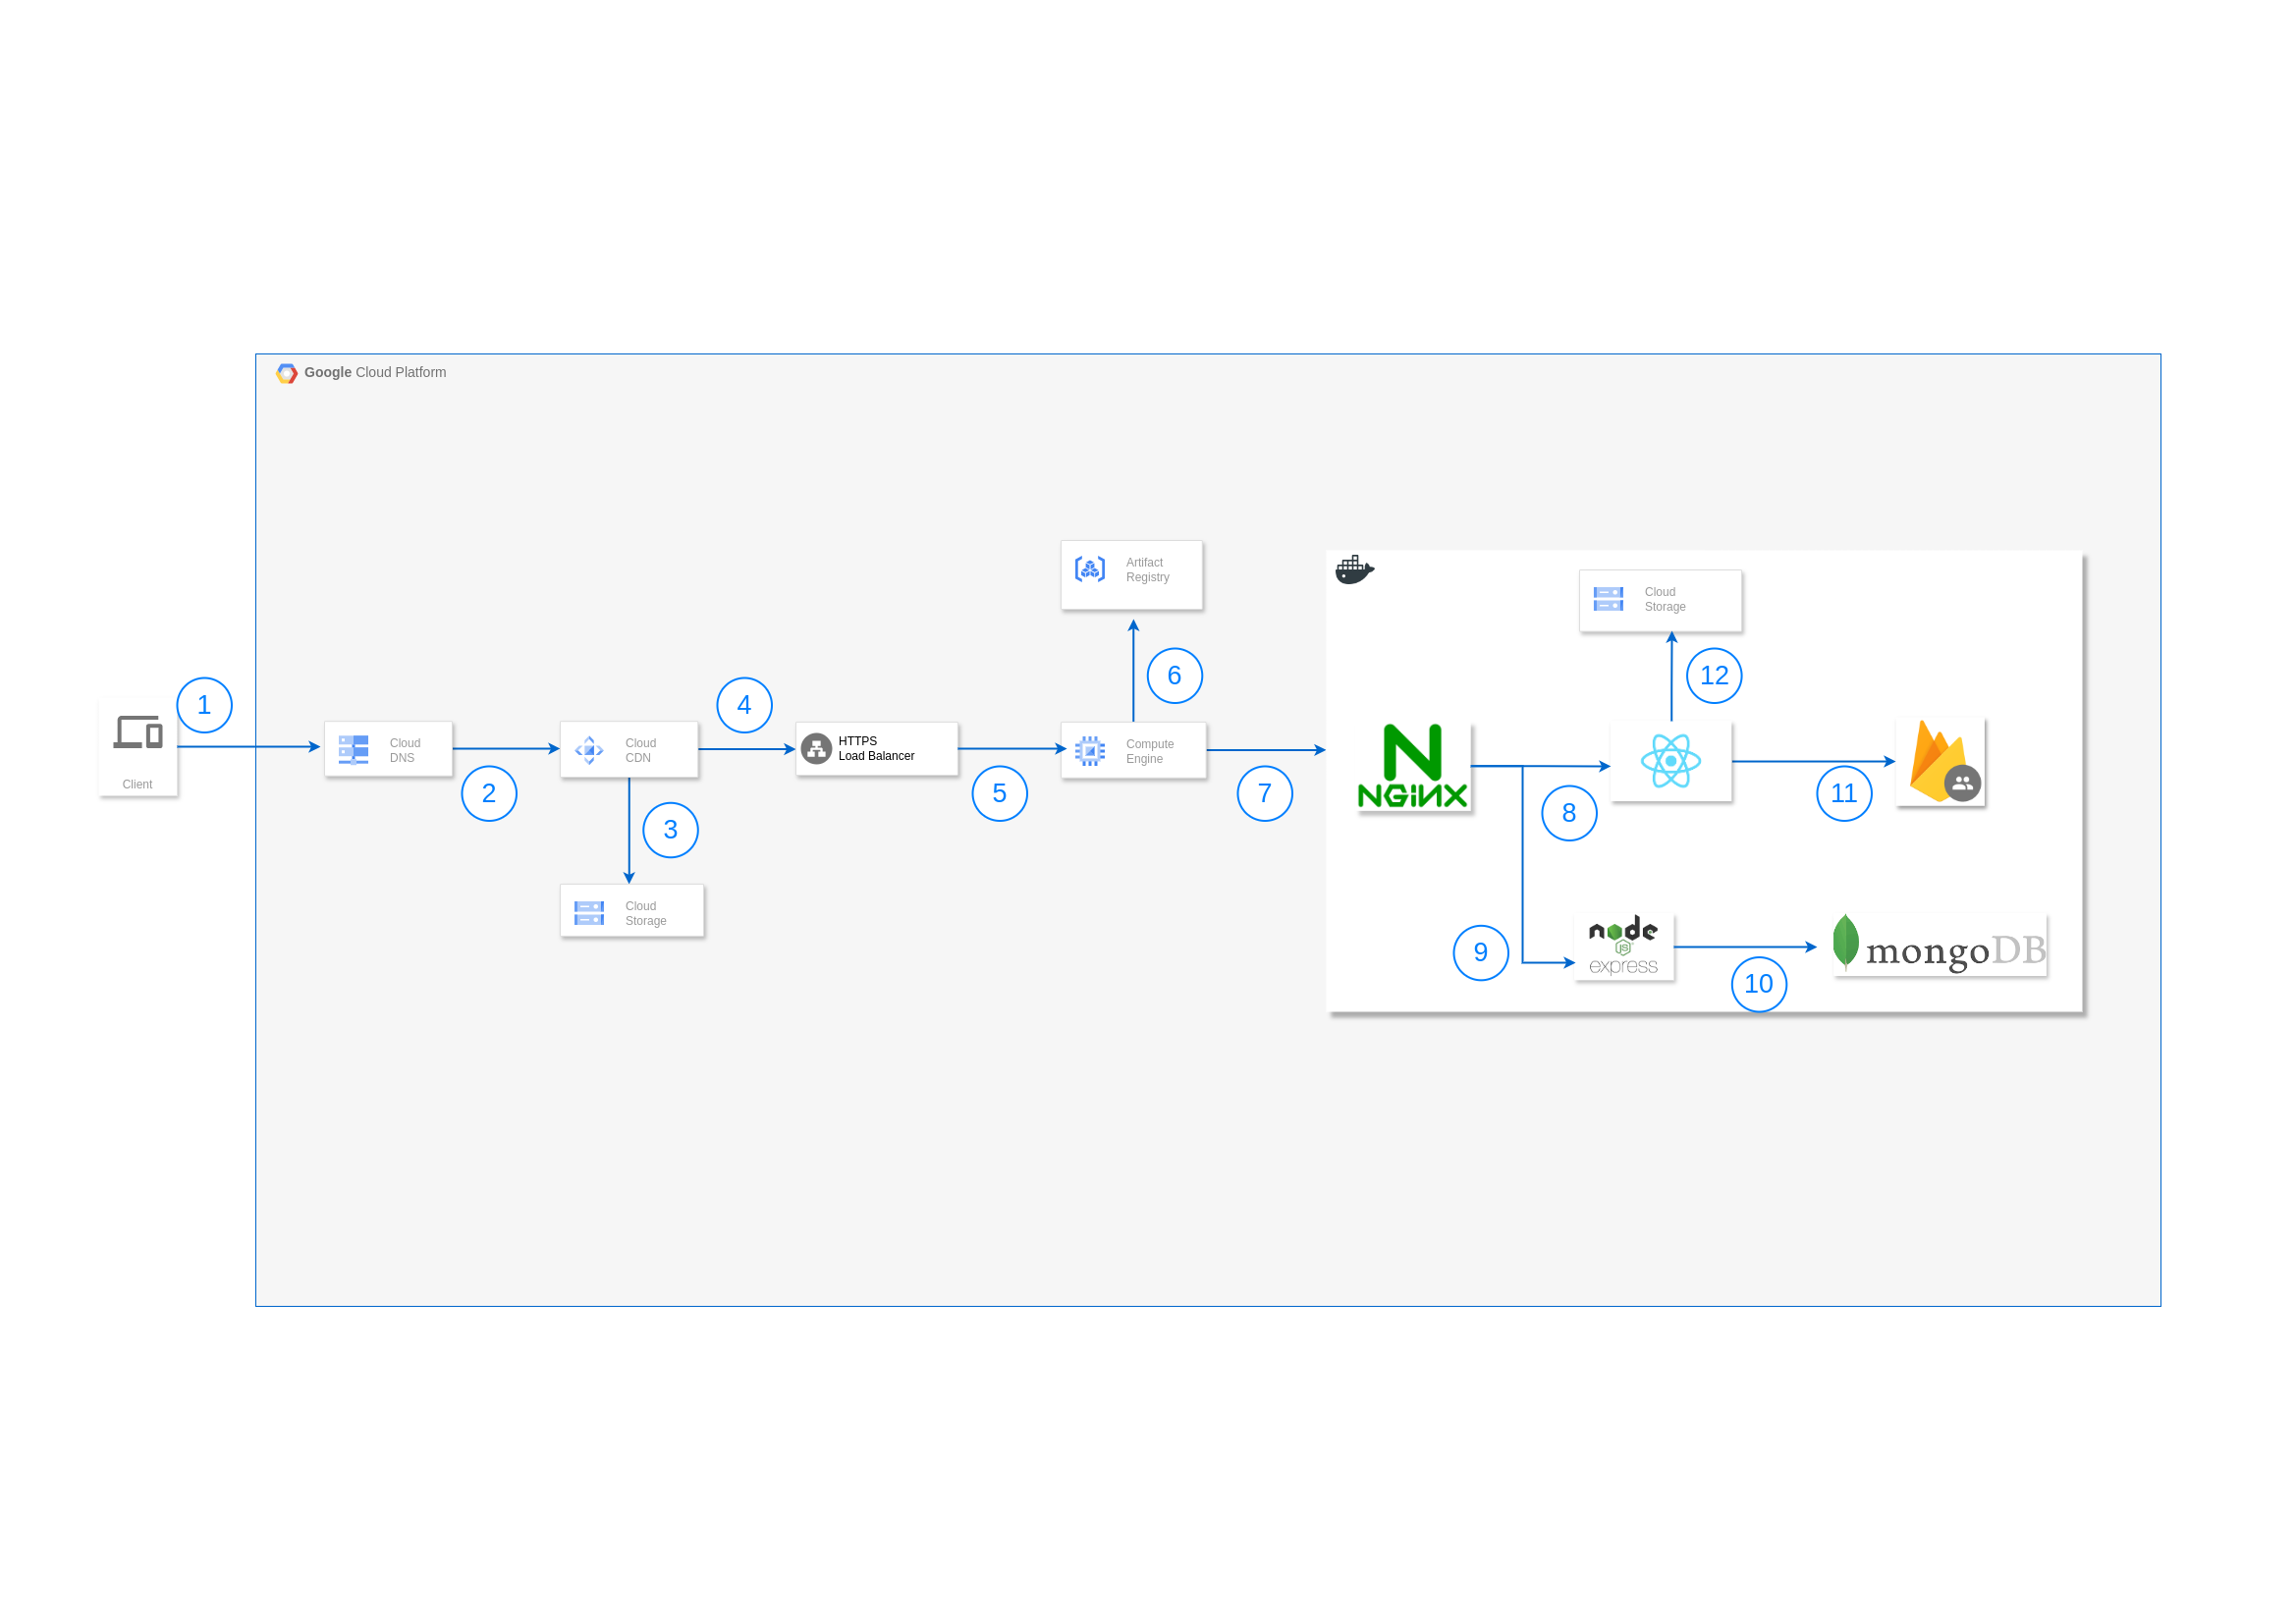 Google Cloud Platform
Artifact
Registry
Cloud
Storage
6
12
1
4
Client
Cloud
DNS
Cloud
CDN
HTTPS
Load Balancer
Compute
Engine
NGiNX
2
3
5
7
8
11
Cloud
Storage
9
node
JS
express
mongoDB
10